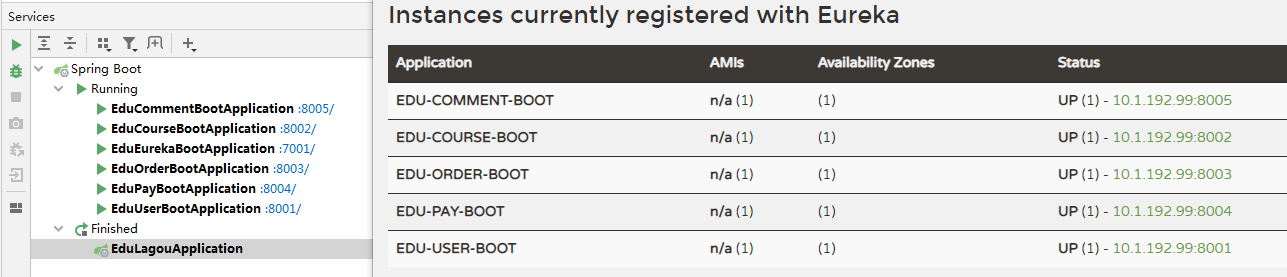 Services
Spring Boot
Running
EduCommentBootApplication :8005/
EduCourseBootApplication :8002/
EduEurekaBootApplication :7001/
EduOrderBootApplication :8003/
EduPayBootApplication :8004/
EduUserBootApplication :8001/
Finished
EduLagouApplication
Instances currently registered with Eureka
Application AMIs Availability Zones Status
EDU-COMMENT-BOOT n/a (1) (1) UP (1) - 10.1.192.99:8005
EDU-COURSE-BOOT n/a (1) (1) UP (1) - 10.1.192.99:8002
EDU-ORDER-BOOT n/a (1) (1) UP (1) - 10.1.192.99:8003
EDU-PAY-BOOT n/a (1) (1) UP (1) - 10.1.192.99:8004
EDU-USER-BOOT n/a (1) (1) UP (1) - 10.1.192.99:8001